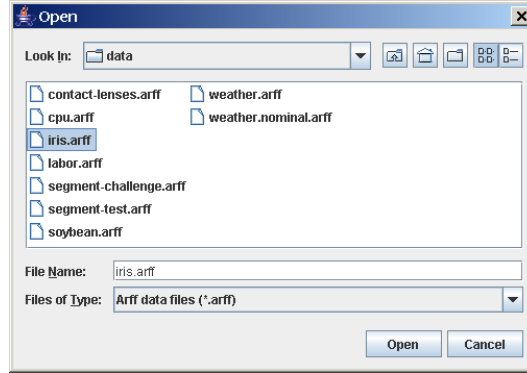 Open
Look In: data
contact-lenses.arff weather.arff
cpu.arff weather.nominal.arff
iris.arff
labor.arff
segment-challenge.arff
segment-test.arff
soybean.arff
File Name: iris.arff
Files of Type: Arff data files (*.arff)
Open Cancel